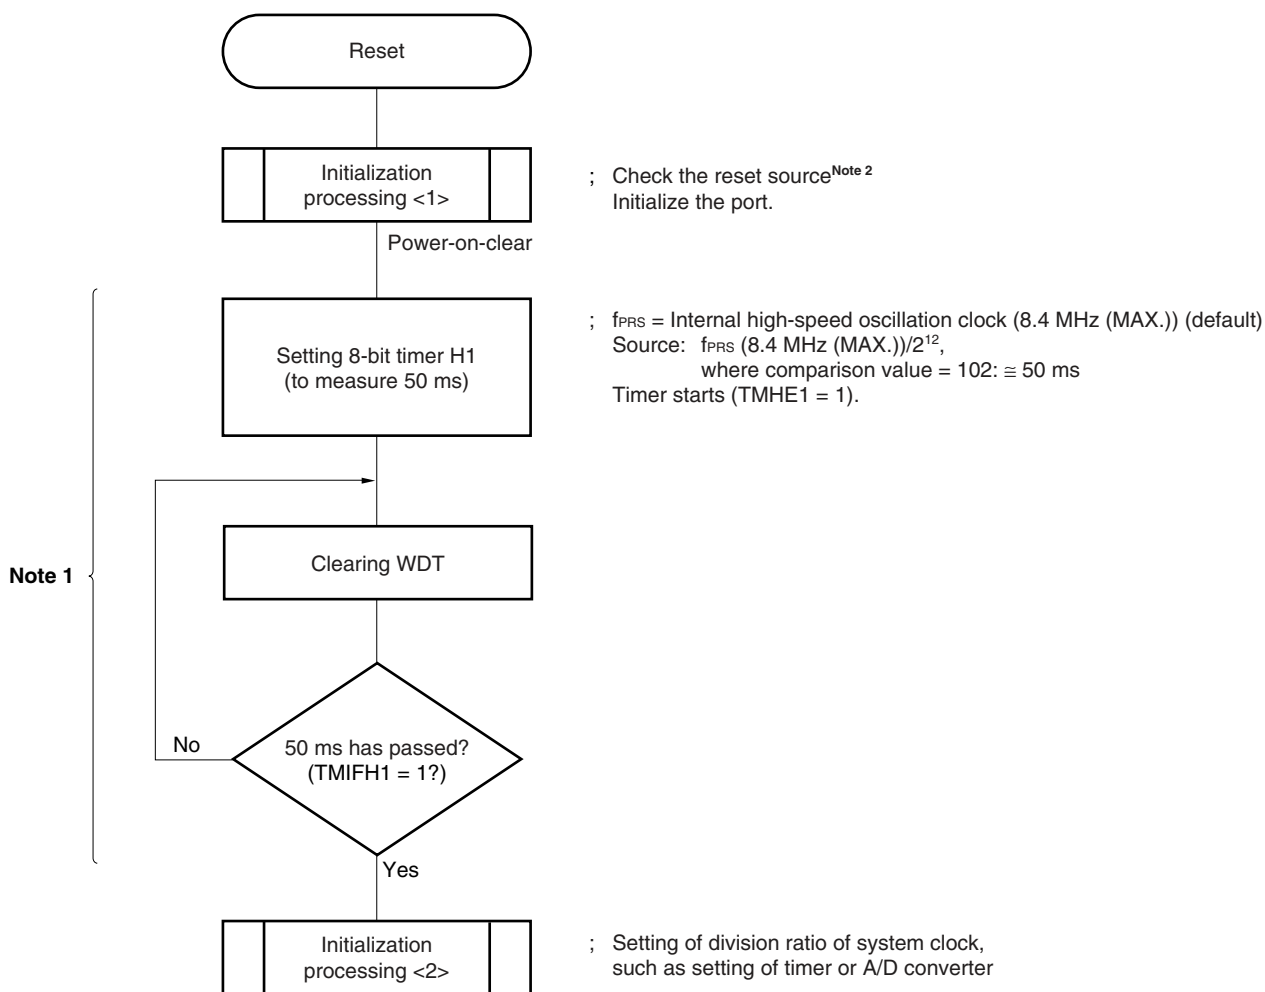 Reset
Initialization
processing <1>
; Check the reset source^Note 2
Initialize the port.
Power-on-clear
Setting 8-bit timer H1
(to measure 50 ms)
; fPRS = Internal high-speed oscillation clock (8.4 MHz (MAX.)) (default)
Source: fPRS (8.4 MHz (MAX.))/2^12,
where comparison value = 102: ≅ 50 ms
Timer starts (TMHE1 = 1).
Note 1
Clearing WDT
No
50 ms has passed?
(TMIFH1 = 1?)
Yes
Initialization
processing <2>
; Setting of division ratio of system clock,
such as setting of timer or A/D converter